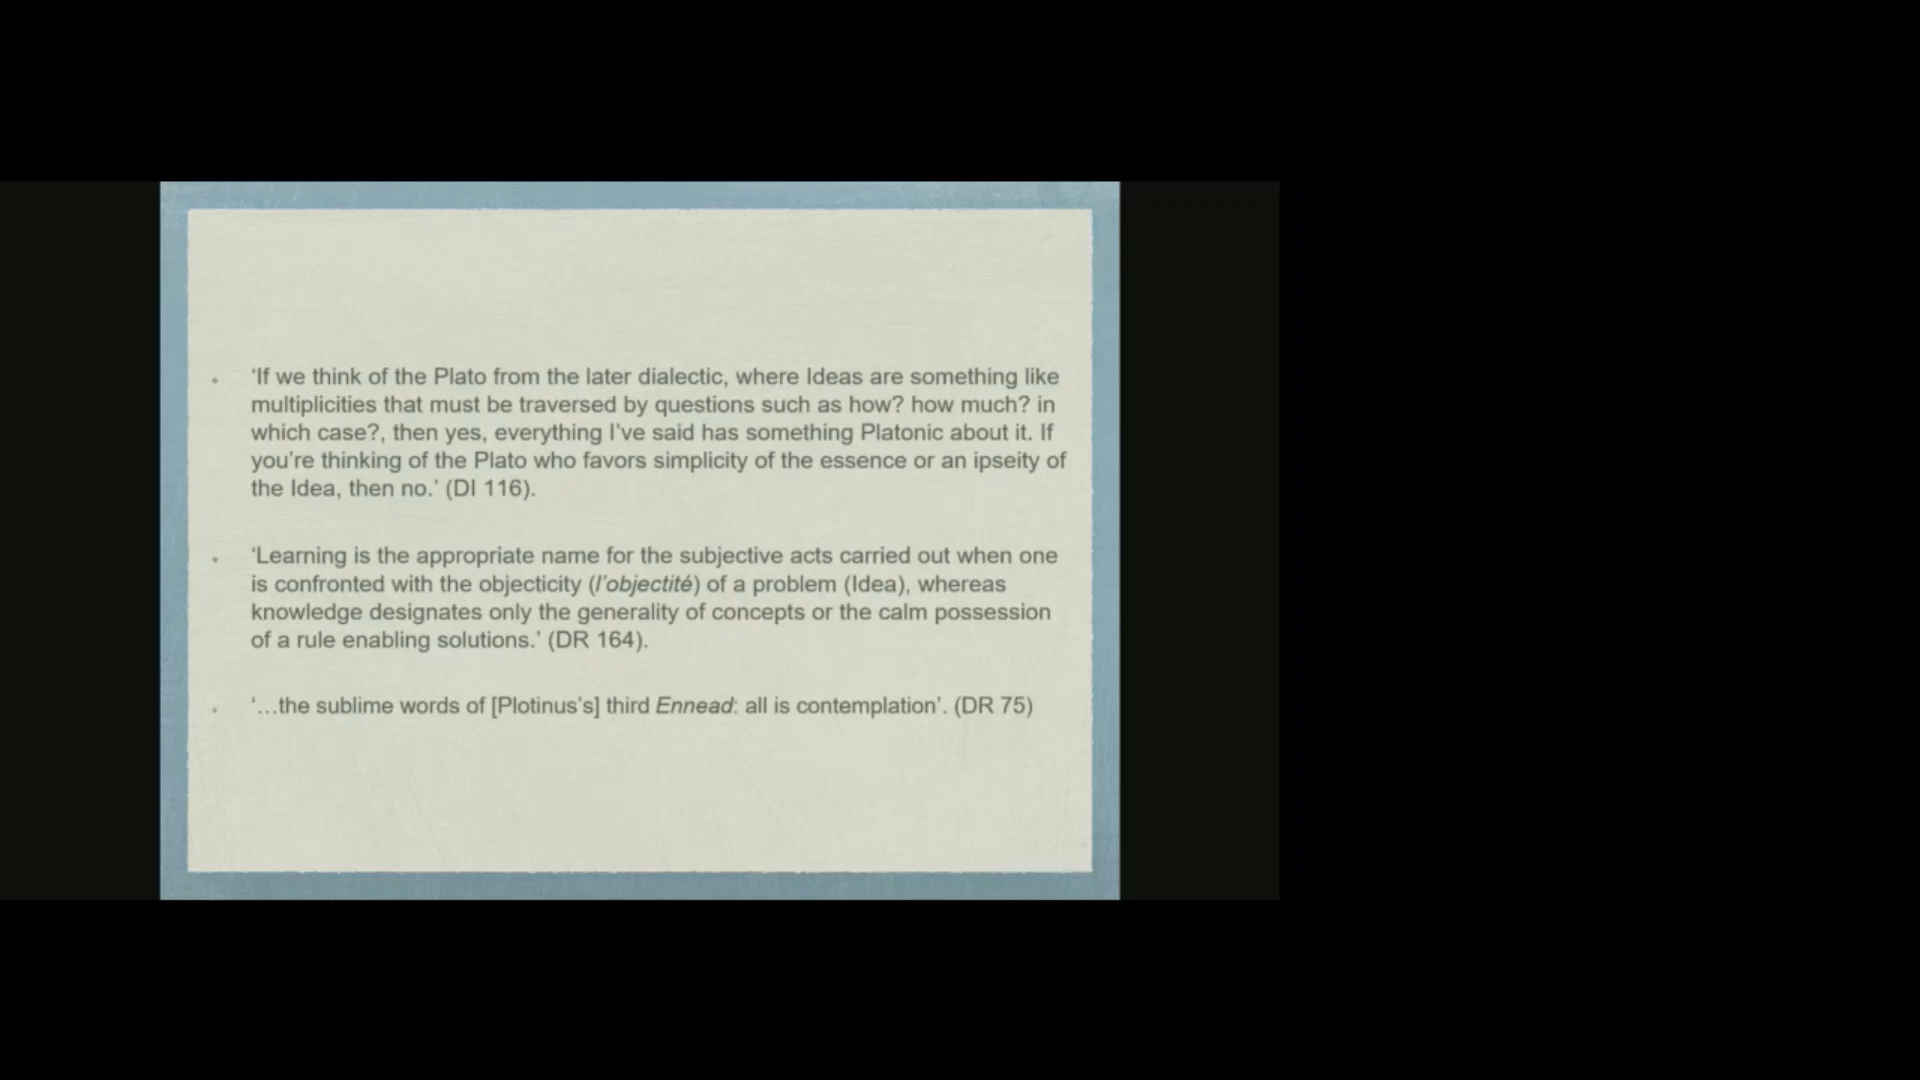 ‘If we think of the Plato from the later dialectic, where Ideas are something like
multiplicities that must be traversed by questions such as how? how much? in
which case?, then yes, everything I’ve said has something Platonic about it. If
you’re thinking of the Plato who favors simplicity of the essence or an ipseity of
the Idea, then no.’ (DI 116).
‘Learning is the appropriate name for the subjective acts carried out when one
is confronted with the objecticity (l’objectité) of a problem (Idea), whereas
knowledge designates only the generality of concepts or the calm possession
of a rule enabling solutions.’ (DR 164).
‘…the sublime words of [Plotinus’s] third Ennead: all is contemplation’. (DR 75)